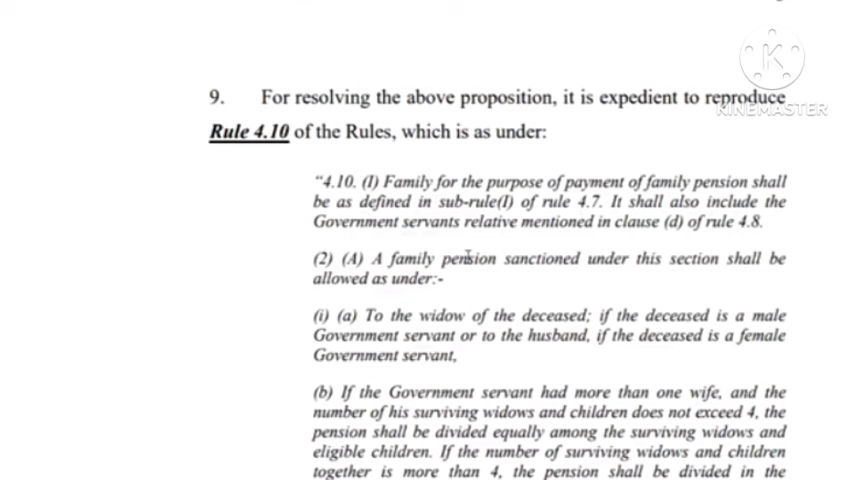 K
KINEMASTER
9. For resolving the above proposition, it is expedient to reproduce
Rule 4.10 of the Rules, which is as under:
“4.10. (I) Family for the purpose of payment of family pension shall
be as defined in sub-rule(I) of rule 4.7. It shall also include the
Government servants relative mentioned in clause (d) of rule 4.8.
(2) (A) A family pension sanctioned under this section shall be
allowed as under:-
(i) (a) To the widow of the deceased; if the deceased is a male
Government servant or to the husband, if the deceased is a female
Government servant,
(b) If the Government servant had more than one wife, and the
number of his surviving widows and children does not exceed 4, the
pension shall be divided equally among the surviving widows and
eligible children. If the number of surviving widows and children
together is more than 4, the pension shall be divided in the